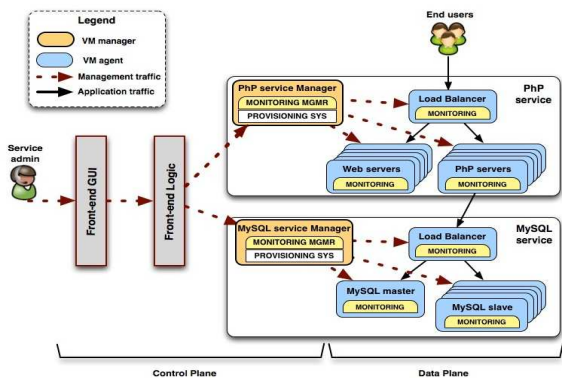 Legend
VM manager
VM agent
Management traffic
Application traffic
End users
Service
admin
Front-end GUI
Front-end Logic
PhP service Manager
MONITORING MGMR
PROVISIONING SYS
Load Balancer
MONITORING
PhP
service
Web servers
MONITORING
PhP servers
MONITORING
MySQL service Manager
MONITORING MGMR
PROVISIONING SYS
Load Balancer
MONITORING
MySQL
service
MySQL master
MONITORING
MySQL slave
MONITORING
Control Plane
Data Plane